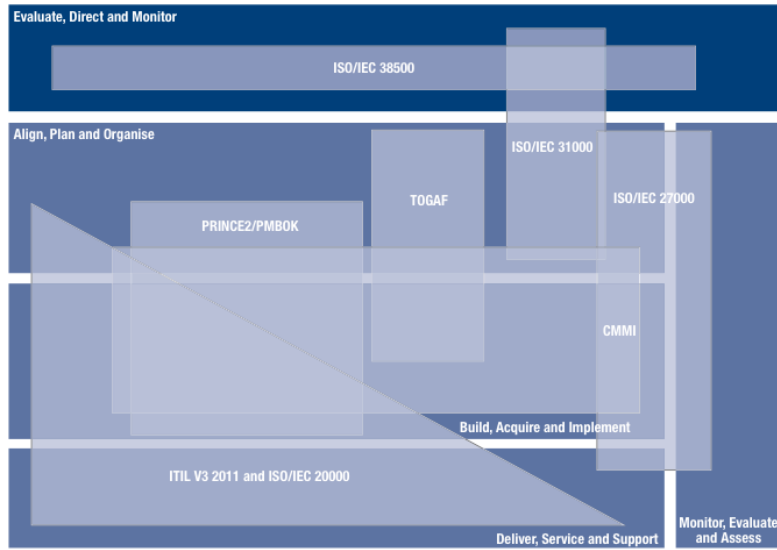 Evaluate, Direct and Monitor
ISO/IEC 38500
Align, Plan and Organise
ISO/IEC 31000
TOGAF
ISO/IEC 27000
PRINCE2/PMBOK
CMMI
Build, Acquire and Implement
ITIL V3 2011 and ISO/IEC 20000
Deliver, Service and Support
Monitor, Evaluate
and Assess